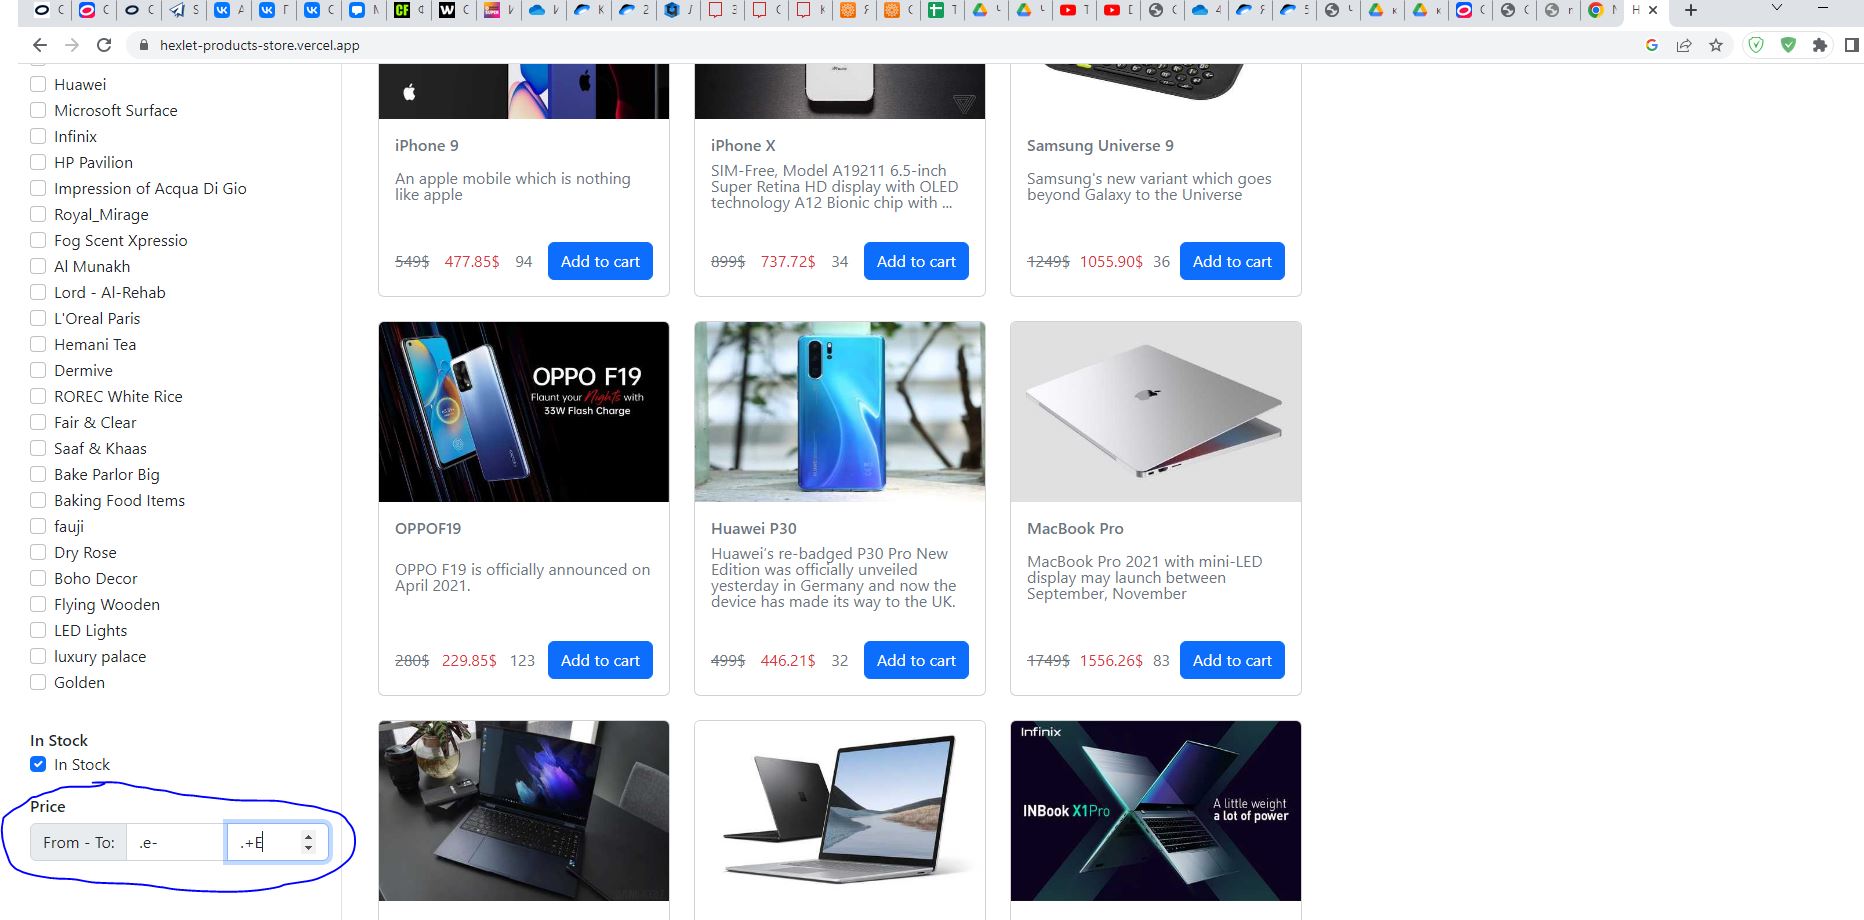 hexlet-products-store.vercel.app
Huawei
Microsoft Surface
Infinix
HP Pavilion
Impression of Acqua Di Gio
Royal_Mirage
Fog Scent Xpressio
Al Munakh
Lord - Al-Rehab
L'Oreal Paris
Hemani Tea
Dermive
ROREC White Rice
Fair & Clear
Saaf & Khaas
Bake Parlor Big
Baking Food Items
fauji
Dry Rose
Boho Decor
Flying Wooden
LED Lights
luxury palace
Golden
In Stock
In Stock
Price
From - To: .e- .+E
iPhone 9
An apple mobile which is nothing
like apple
549$ 477.85$ 94 Add to cart
iPhone
iPhone X
SIM-Free, Model A19211 6.5-inch
Super Retina HD display with OLED
technology A12 Bionic chip with ...
899$ 737.72$ 34 Add to cart
Samsung Universe 9
Samsung's new variant which goes
beyond Galaxy to the Universe
1249$ 1055.90$ 36 Add to cart
OPPO F19
Flaunt your Nights with
33W Flash Charge
OPPOF19
OPPO F19 is officially announced on
April 2021.
280$ 229.85$ 123 Add to cart
Huawei P30
Huawei’s re-badged P30 Pro New
Edition was officially unveiled
yesterday in Germany and now the
device has made its way to the UK.
499$ 446.21$ 32 Add to cart
MacBook Pro
MacBook Pro 2021 with mini-LED
display may launch between
September, November
1749$ 1556.26$ 83 Add to cart
Infinix
INBook X1Pro
A little weight
a lot of power